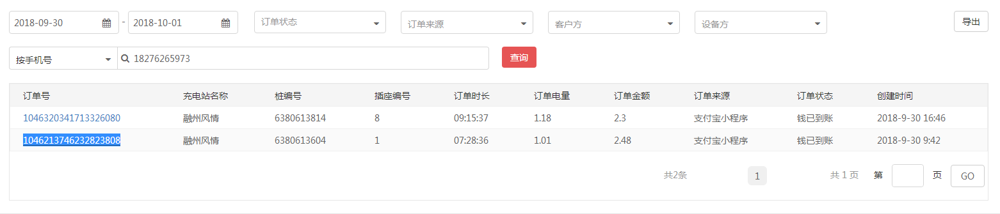 2018-09-30 - 2018-10-01 订单状态 订单来源 客户方 设备方 导出
按手机号 18276265973 查询
订单号 充电站名称 桩编号 插座编号 订单时长 订单电量 订单金额 订单来源 订单状态 创建时间
1046320341713326080 融州风情 6380613814 8 09:15:37 1.18 2.3 支付宝小程序 钱已到账 2018-9-30 16:46
1046213746232823808 融州风情 6380613604 1 07:28:36 1.01 2.48 支付宝小程序 钱已到账 2018-9-30 9:42
共2条 1 共 1 页 第 页 GO